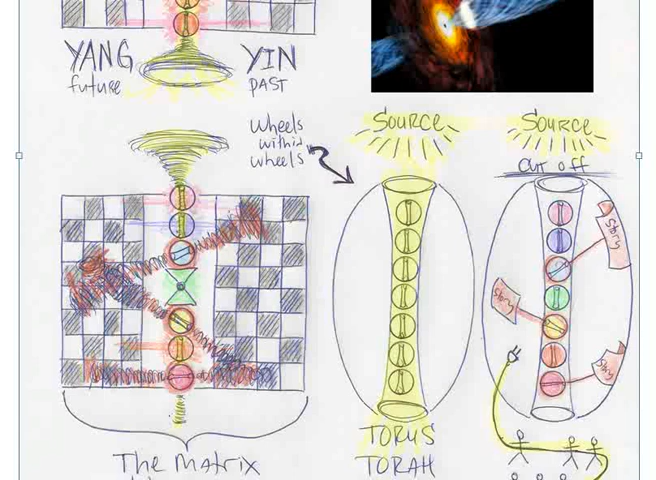 YANG
future
YIN
PAST
Wheels
within
wheels
SOURCE
SOURCE
CUT OFF
Story
Story
Story
The Matrix
TORUS
TORAH